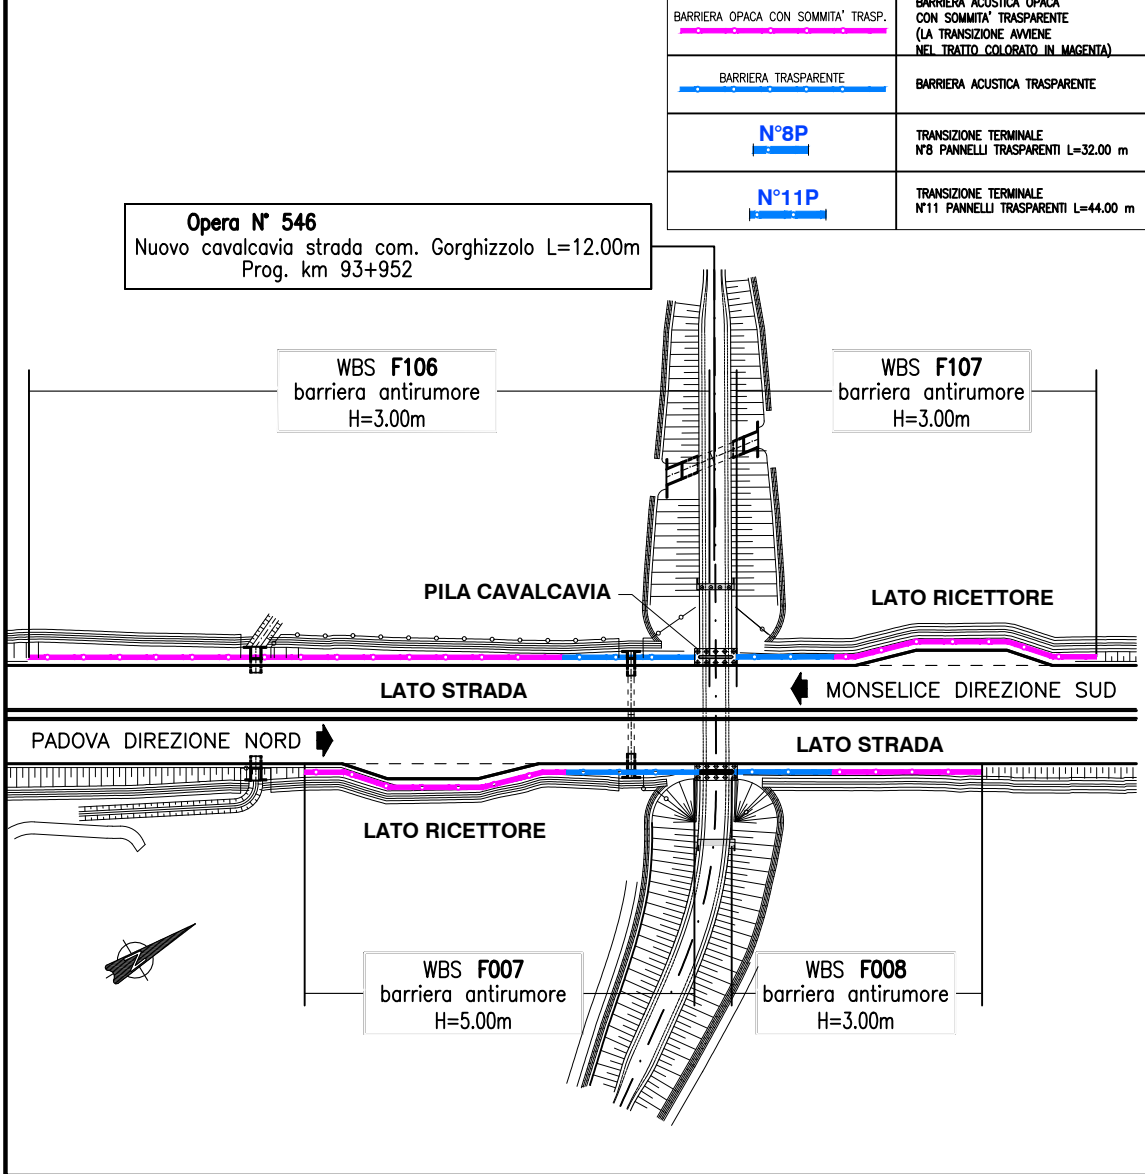 BARRIERA OPACA CON SOMMITA' TRASP.
BARRIERA ACUSTICA OPACA
CON SOMMITA' TRASPARENTE
(LA TRANSIZIONE AVVIENE
NEL TRATTO COLORATO IN MAGENTA)
BARRIERA TRASPARENTE
BARRIERA ACUSTICA TRASPARENTE
N°8P
TRANSIZIONE TERMINALE
N°8 PANNELLI TRASPARENTI L=32.00 m
N°11P
TRANSIZIONE TERMINALE
N°11 PANNELLI TRASPARENTI L=44.00 m
Opera N° 546
Nuovo cavalcavia strada com. Gorghizzolo L=12.00m
Prog. km 93+952
WBS F106
barriera antirumore
H=3.00m
WBS F107
barriera antirumore
H=3.00m
PILA CAVALCAVIA
LATO RICETTORE
LATO STRADA
MONSELICE DIREZIONE SUD
PADOVA DIREZIONE NORD
LATO STRADA
LATO RICETTORE
WBS F007
barriera antirumore
H=5.00m
WBS F008
barriera antirumore
H=3.00m